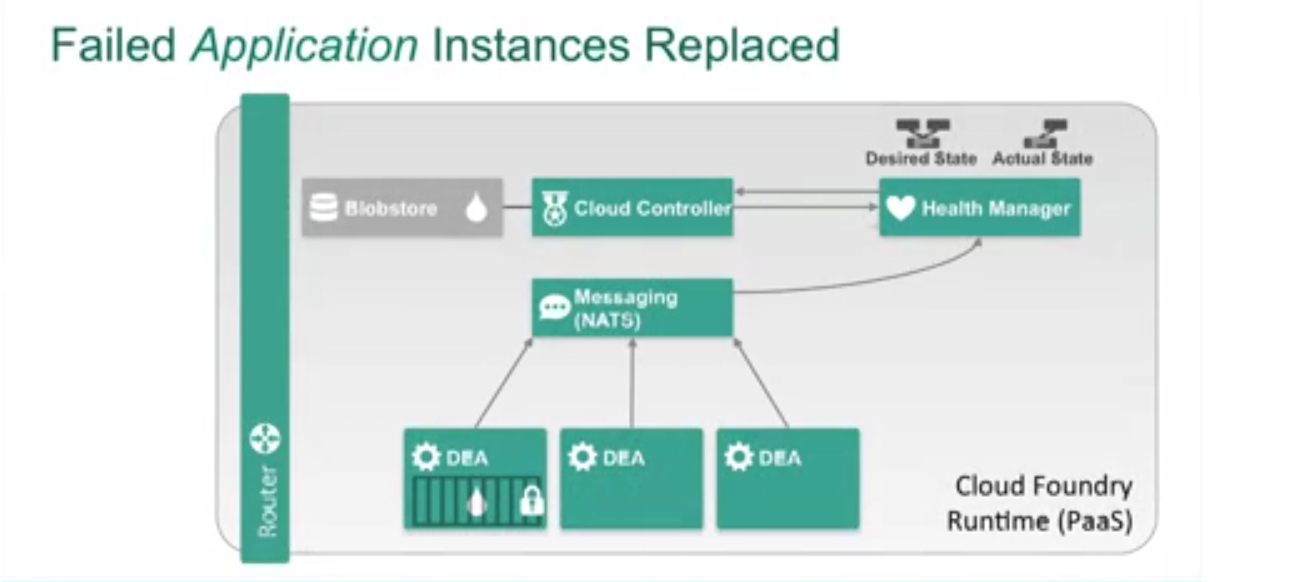 Failed Application Instances Replaced
Desired State
Actual State
Blobstore
Cloud Controller
Health Manager
Messaging
(NATS)
DEA
DEA
DEA
Router
Cloud Foundry
Runtime (PaaS)